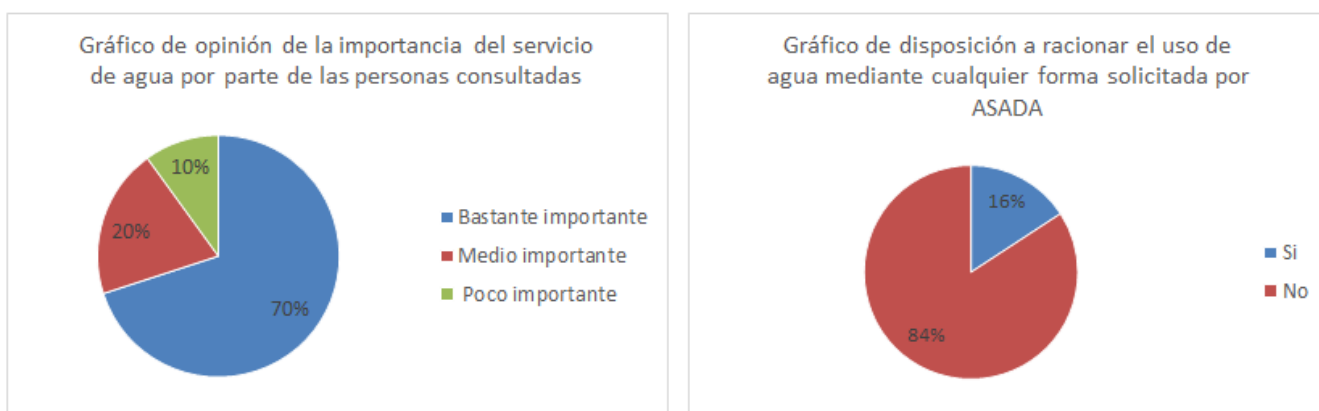 Gráfico de opinión de la importancia del servicio
de agua por parte de las personas consultadas
10%
20%
70%
Bastante importante
Medio importante
Poco importante
Gráfico de disposición a racionar el uso de
agua mediante cualquier forma solicitada por
ASADA
16%
84%
Si
No